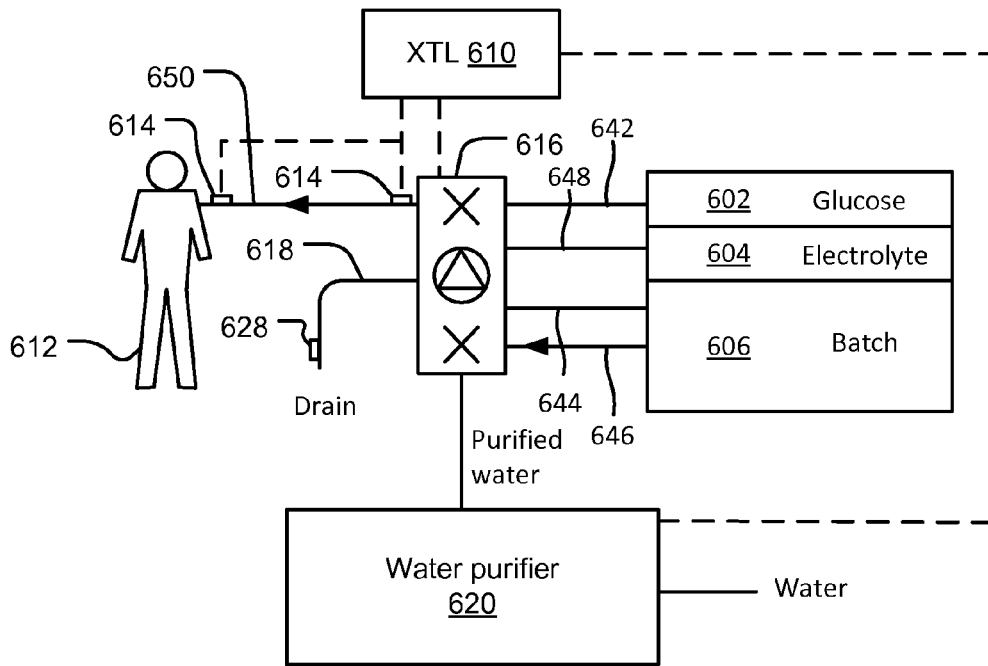 XTL 610
650
614
614
616
642
648
602 Glucose
604 Electrolyte
618
628
606 Batch
612
Drain
644
646
Purified
water
Water purifier
620
Water